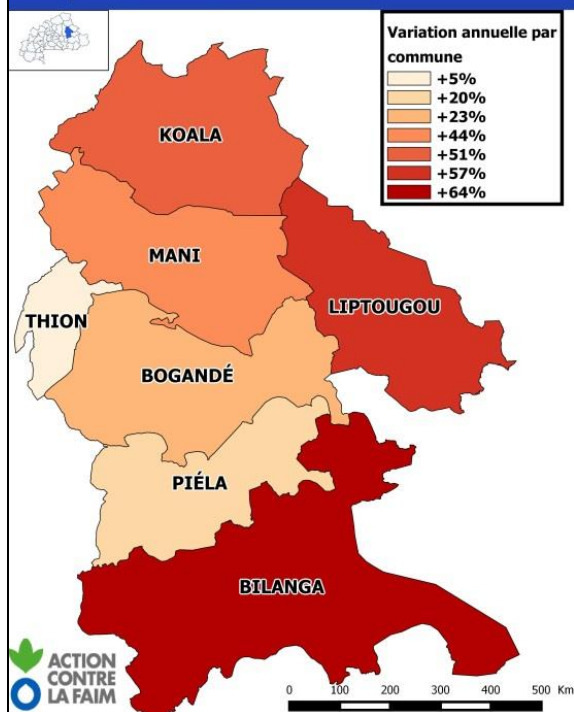 Variation annuelle par
commune
+5%
+20%
+23%
+44%
+51%
+57%
+64%
KOALA
MANI
THION
LIPTOUGOU
BOGANDÉ
PIÉLA
BILANGA
ACTION
CONTRE
LA FAIM
0 100 200 300 400 500 Km